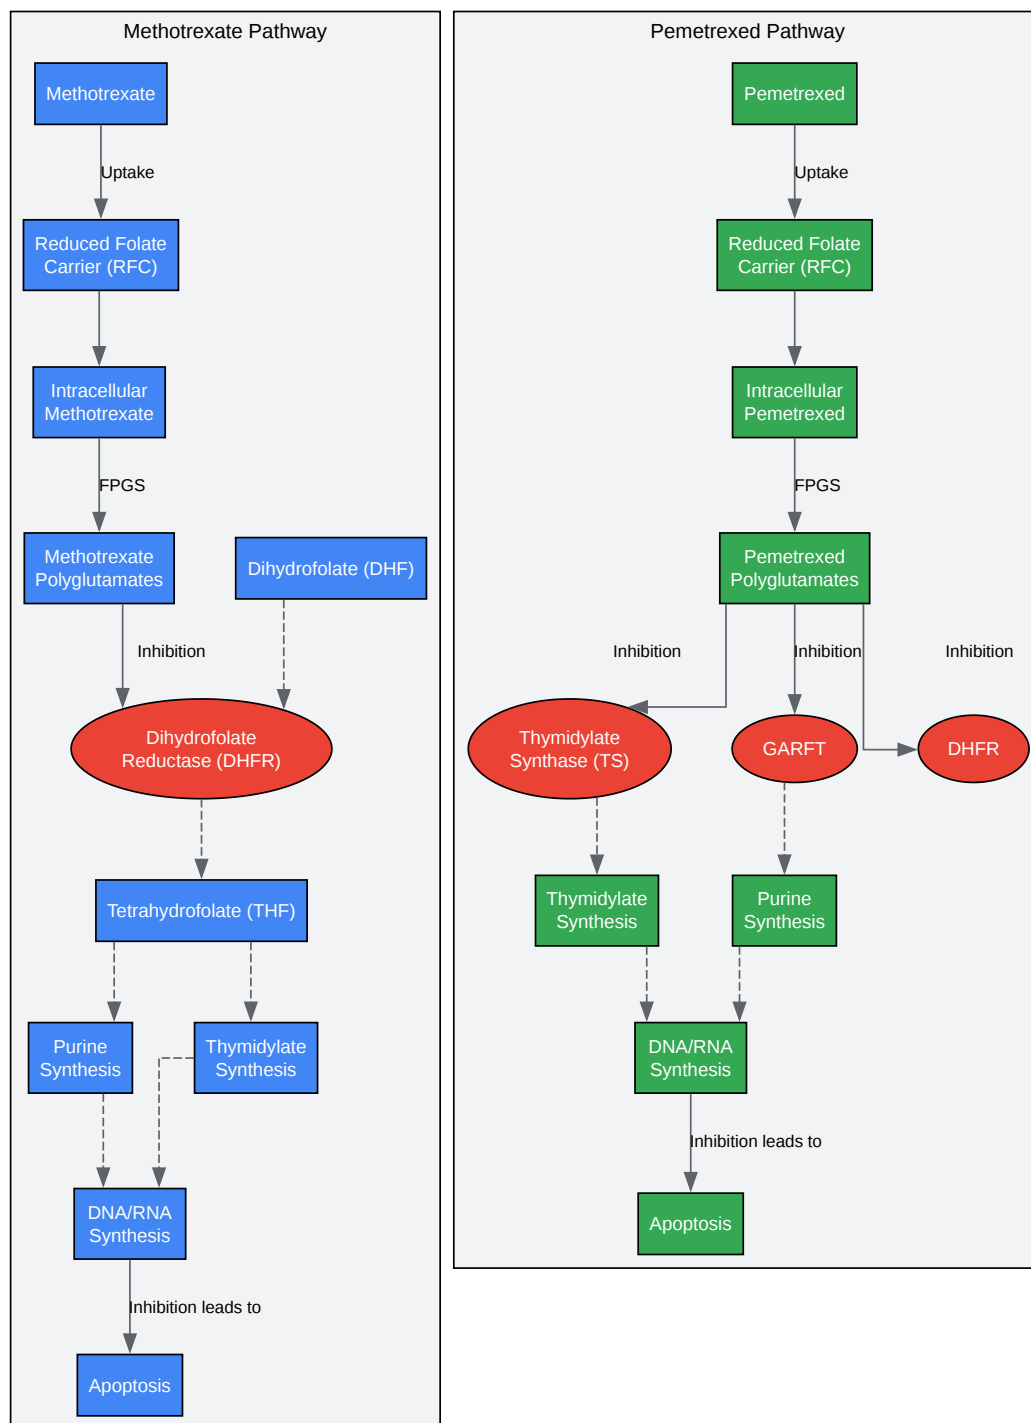 Methotrexate Pathway
Methotrexate
Uptake
Reduced Folate
Carrier (RFC)
Intracellular
Methotrexate
FPGS
Methotrexate
Polyglutamates
Dihydrofolate (DHF)
Inhibition
Dihydrofolate
Reductase (DHFR)
Tetrahydrofolate (THF)
Purine
Synthesis
Thymidylate
Synthesis
DNA/RNA
Synthesis
Inhibition leads to
Apoptosis
Pemetrexed Pathway
Pemetrexed
Uptake
Reduced Folate
Carrier (RFC)
Intracellular
Pemetrexed
FPGS
Pemetrexed
Polyglutamates
Inhibition
Inhibition
Inhibition
Thymidylate
Synthase (TS)
GARFT
DHFR
Thymidylate
Synthesis
Purine
Synthesis
DNA/RNA
Synthesis
Inhibition leads to
Apoptosis